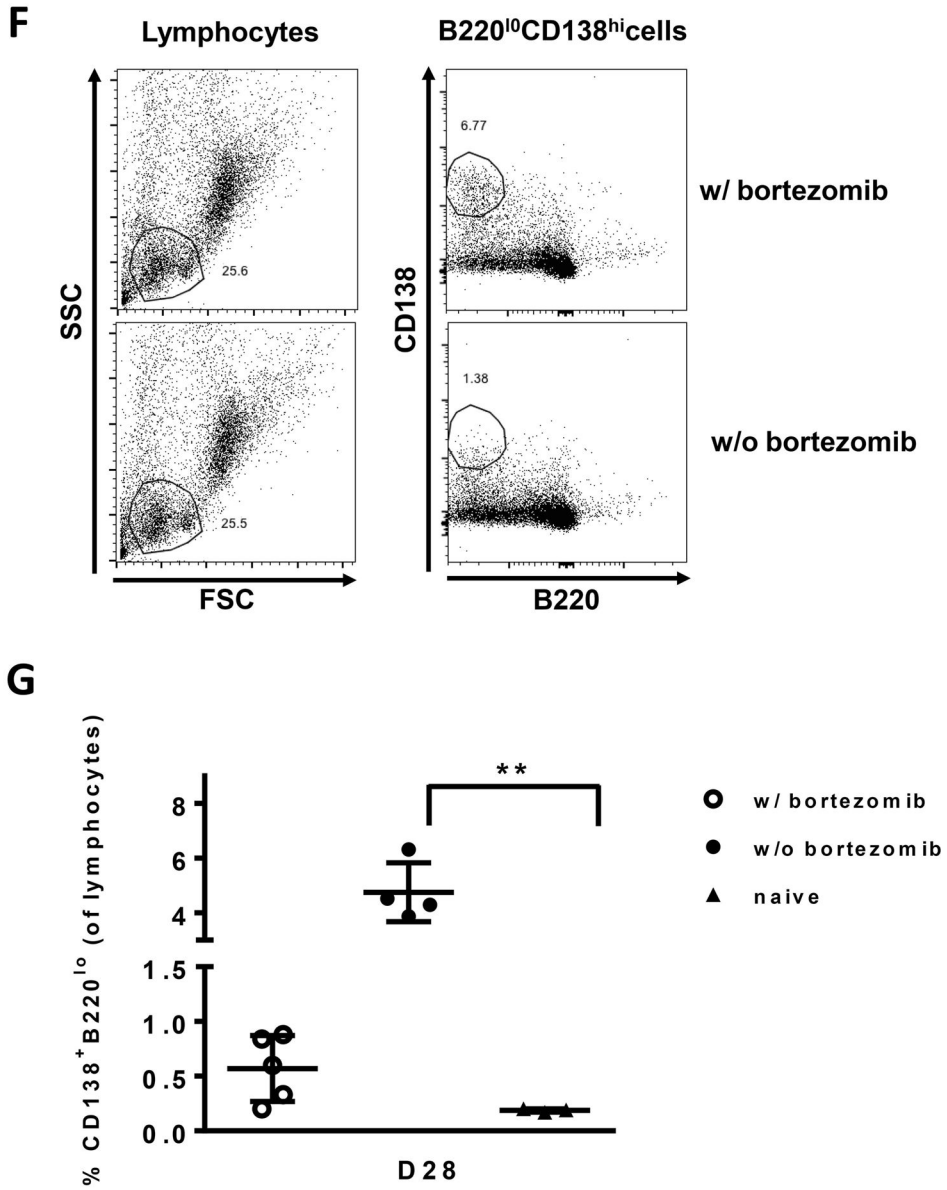 F
Lymphocytes
B220loCD138hicells
6.77
w/ bortezomib
25.6
SSC
CD138
1.38
w/o bortezomib
25.5
FSC
B220
G
% CD138+B220lo (of lymphocytes)
**
8
6
4
1.5
1.0
0.5
0.0
w/ bortezomib
w/o bortezomib
naive
D28